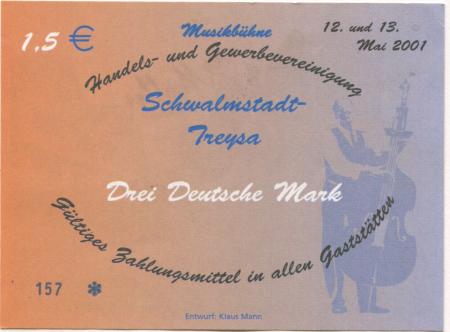 1,5 €
Musikbühne
12. und 13.
Mai 2001
Handels- und Gewerbevereinigung
Schwalmstadt-
Treysa
Drei Deutsche Mark
Gültiges Zahlungsmittel in allen Gaststätten
157 *
Entwurf: Klaus Mann